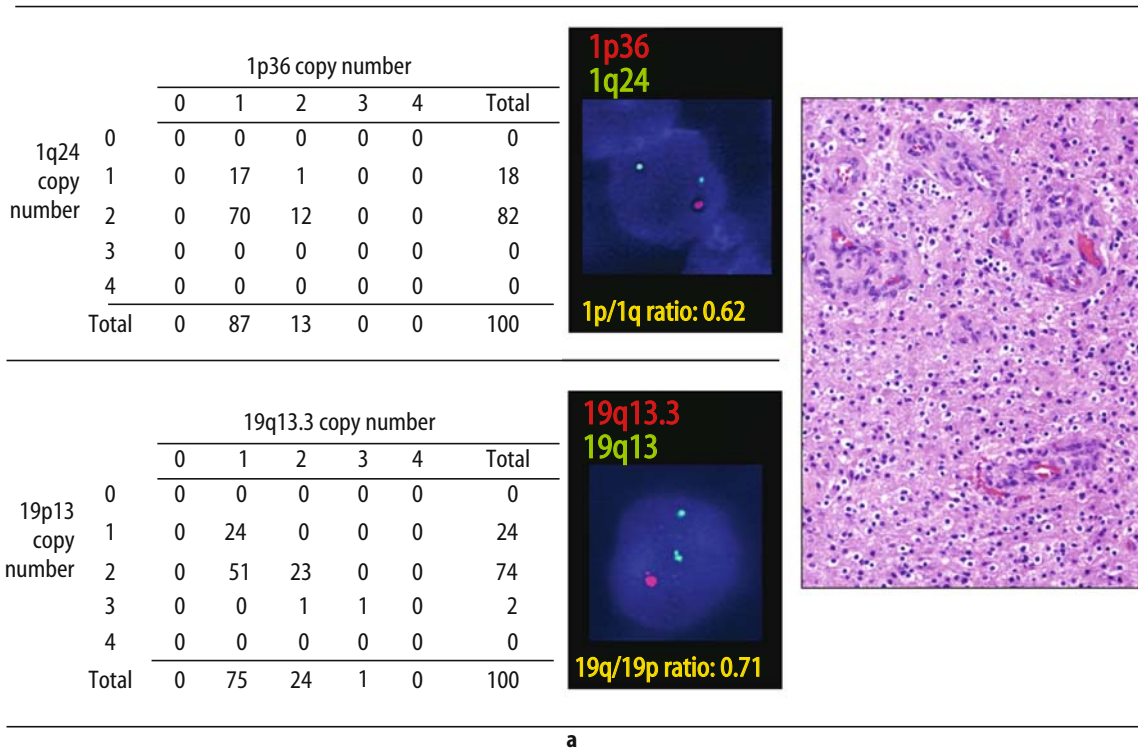 1p36 copy number
0 1 2 3 4 Total
1q24 copy number
0 0 0 0 0 0 0
1 0 17 1 0 0 18
2 0 70 12 0 0 82
3 0 0 0 0 0 0
4 0 0 0 0 0 0
Total 0 87 13 0 0 100
1p36
1q24
1p/1q ratio: 0.62
19q13.3 copy number
0 1 2 3 4 Total
19p13 copy number
0 0 0 0 0 0 0
1 0 24 0 0 0 24
2 0 51 23 0 0 74
3 0 0 1 1 0 2
4 0 0 0 0 0 0
Total 0 75 24 1 0 100
19q13.3
19q13
19q/19p ratio: 0.71
a